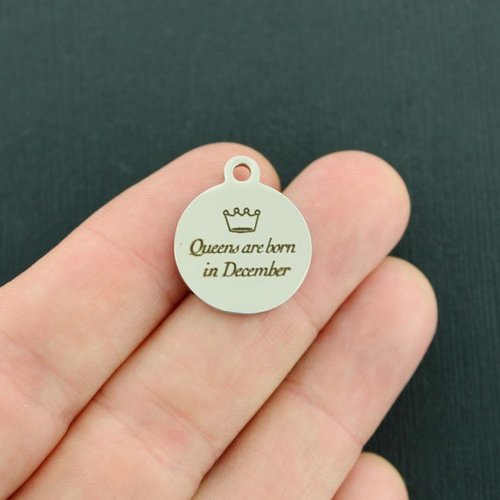 Queens are born
in December